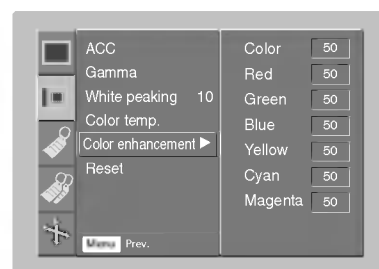 ACC
Gamma
White peaking 10
Color temp.
Color enhancement
Reset
Color 50
Red 50
Green 50
Blue 50
Yellow 50
Cyan 50
Magenta 50
Menu Prev.